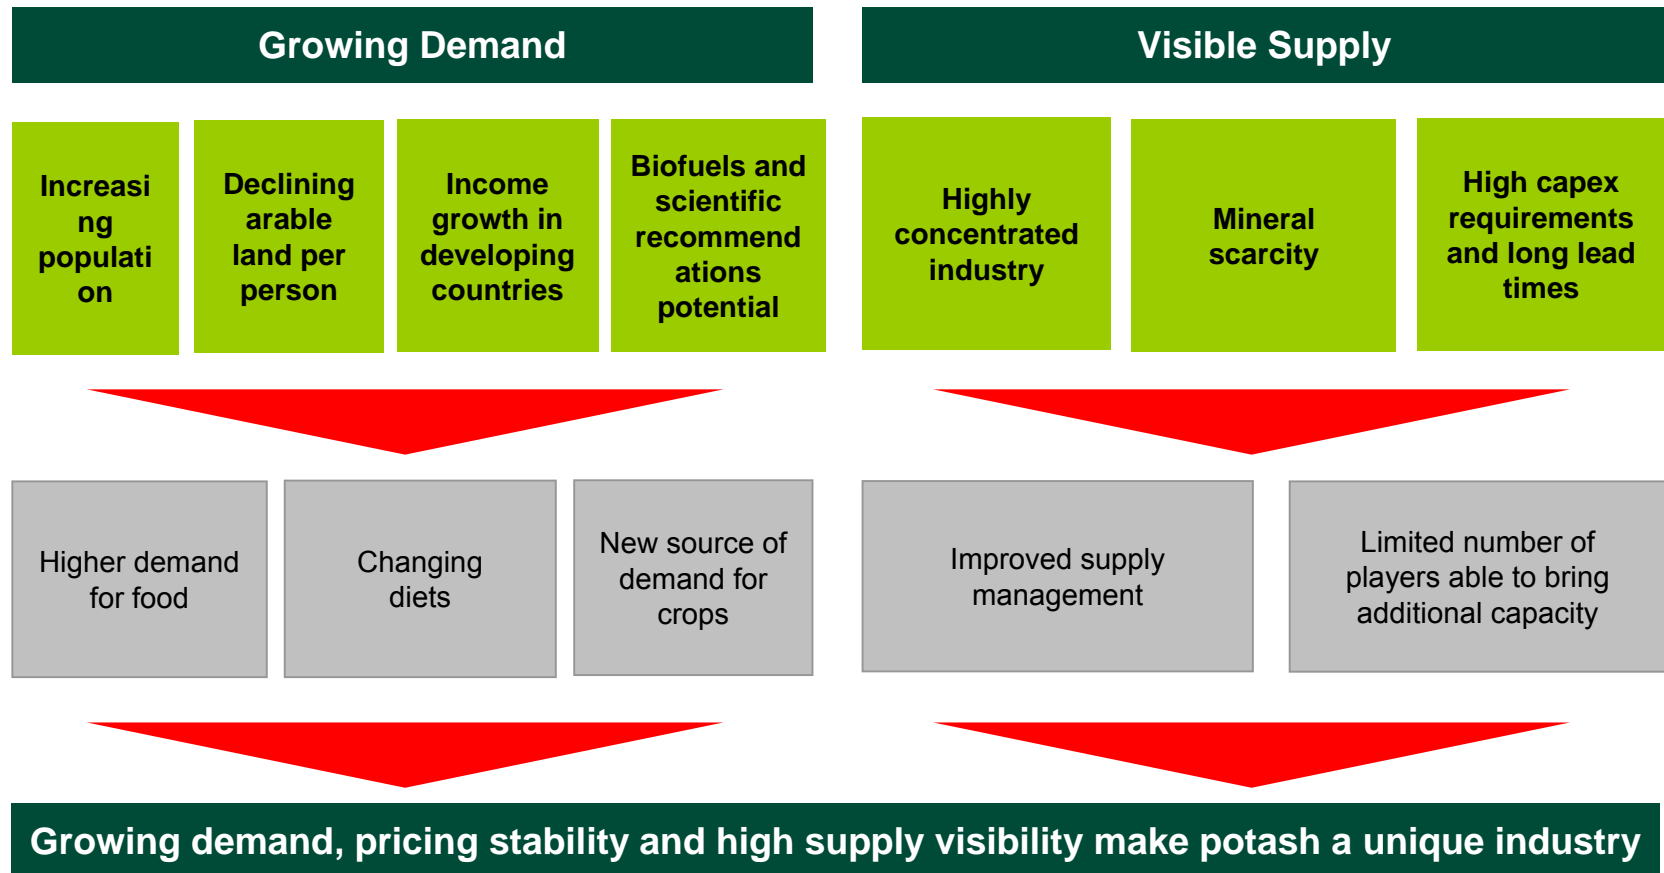 Growing Demand
Visible Supply
Increasi
ng
populati
on
Declining
arable
land per
person
Income
growth in
developing
countries
Biofuels and
scientific
recommend
ations
potential
Highly
concentrated
industry
Mineral
scarcity
High capex
requirements
and long lead
times
Higher demand
for food
Changing
diets
New source of
demand for
crops
Improved supply
management
Limited number of
players able to bring
additional capacity
Growing demand, pricing stability and high supply visibility make potash a unique industry